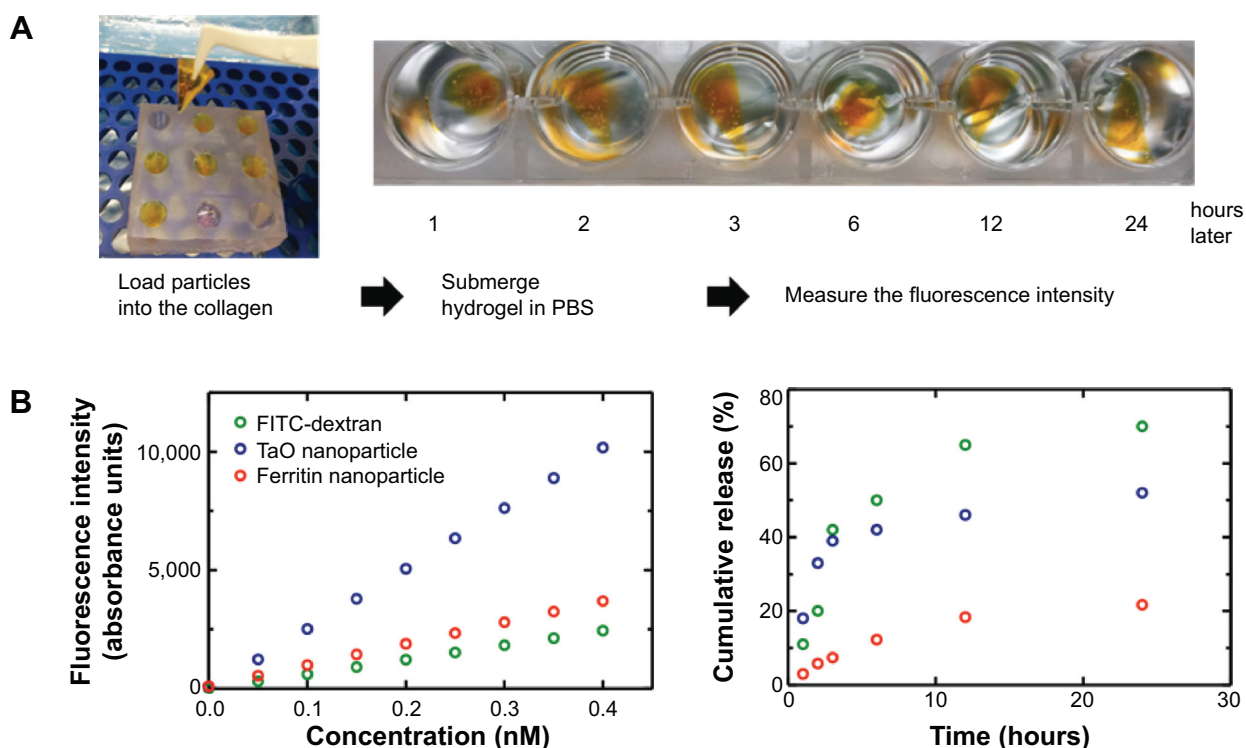 A
1 2 3 6 12 24 hours
later
Load particles
into the collagen
Submerge
hydrogel in PBS
Measure the fluorescence intensity
B
Fluorescence intensity
(absorbance units)
10,000
5,000
0
FITC-dextran
TaO nanoparticle
Ferritin nanoparticle
0.0 0.1 0.2 0.3 0.4
Concentration (nM)
Cumulative release (%)
80
60
40
20
0
0 10 20 30
Time (hours)